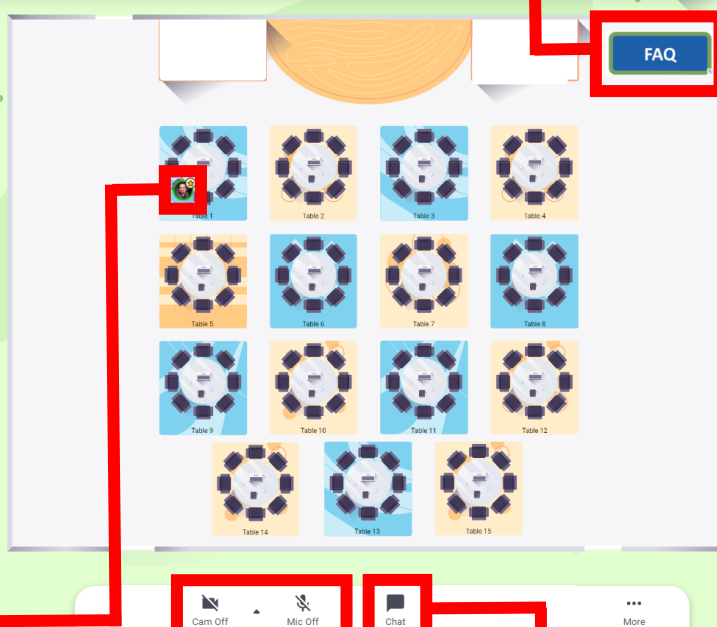 FAQ
Table 1
Table 2
Table 3
Table 4
Table 5
Table 6
Table 7
Table 8
Table 9
Table 10
Table 11
Table 12
Table 14
Table 13
Table 15
Cam Off
Mic Off
Chat
More